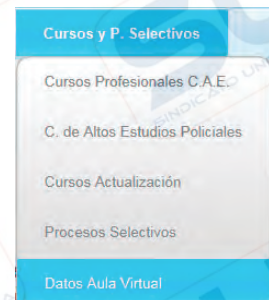 Cursos y P. Selectivos
Cursos Profesionales C.A.E.
C. de Altos Estudios Policiales
Cursos Actualización
Procesos Selectivos
Datos Aula Virtual